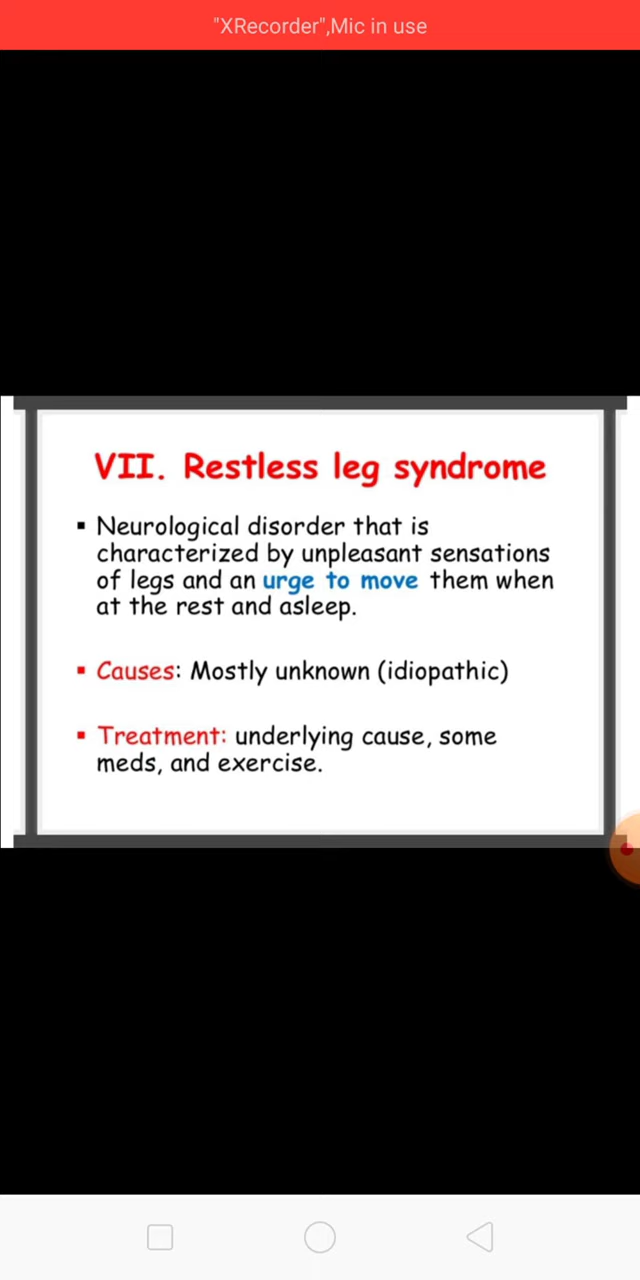 "XRecorder",Mic in use
VII. Restless leg syndrome
▪ Neurological disorder that is
characterized by unpleasant sensations
of legs and an urge to move them when
at the rest and asleep.
▪ Causes: Mostly unknown (idiopathic)
▪ Treatment: underlying cause, some
meds, and exercise.